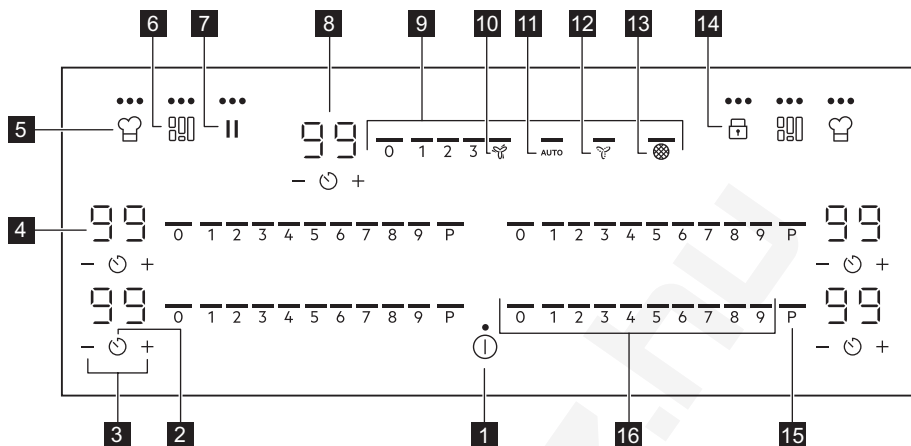 6 7 8 9 10 11 12 13 14
5
99 0 1 2 3 AUTO
− +
4 99 0 1 2 3 4 5 6 7 8 9 P 0 1 2 3 4 5 6 7 8 9 P 99
− + − +
99 0 1 2 3 4 5 6 7 8 9 P 0 1 2 3 4 5 6 7 8 9 P 99
− + − +
3 2 1 16 15